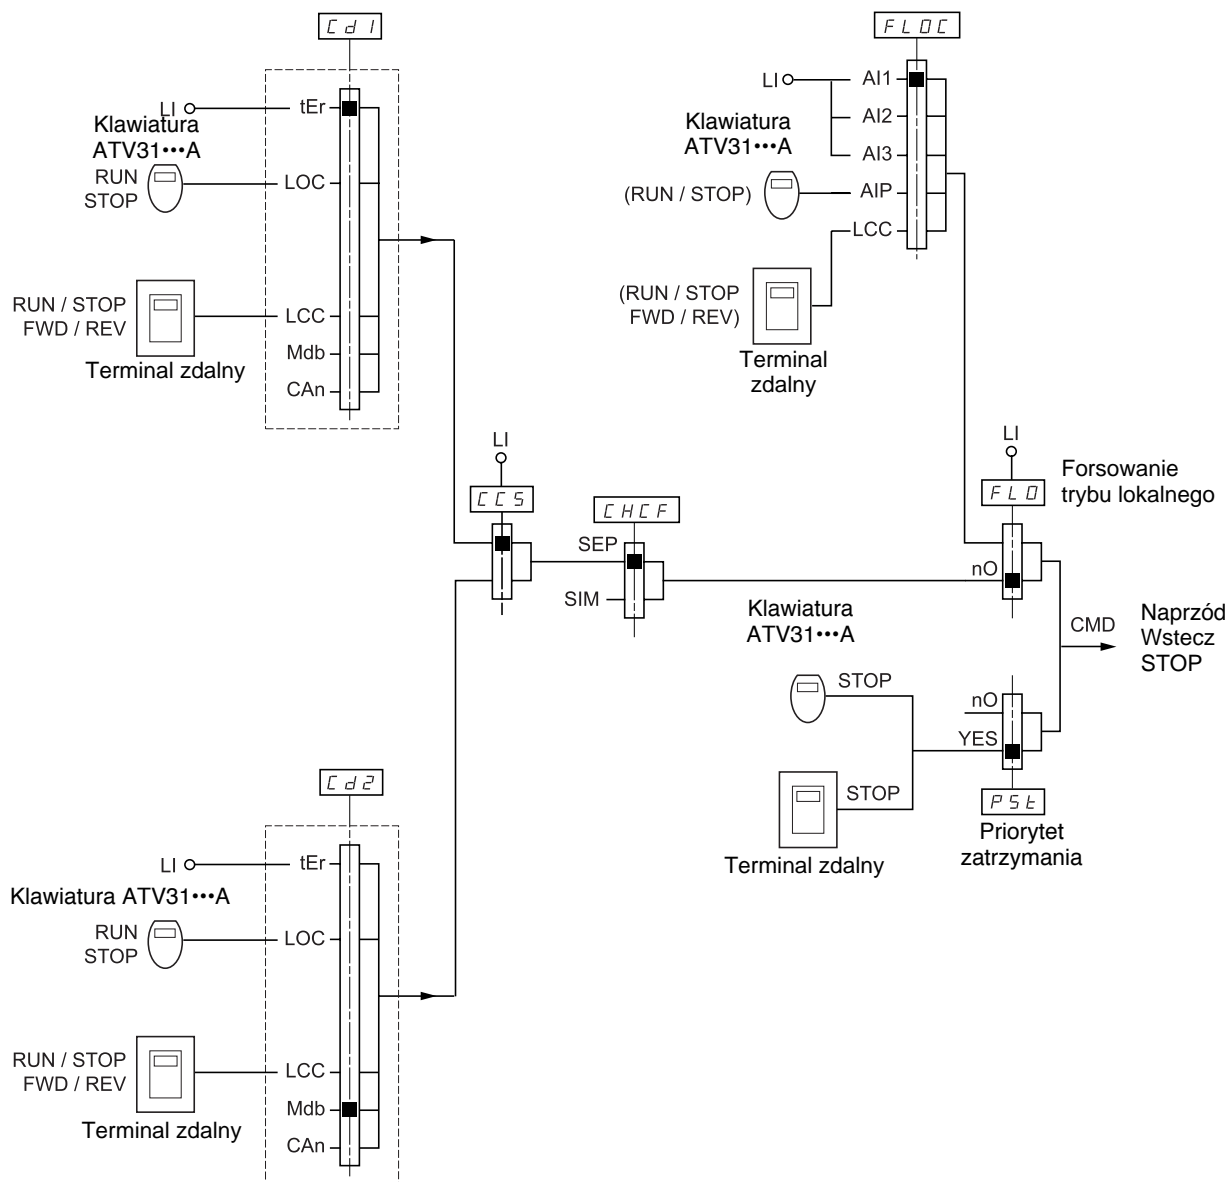 Cd1
LI
tEr
Klawiatura
ATV31•••A
RUN
STOP
LOC
RUN / STOP
FWD / REV
LCC
Mdb
CAn
Terminal zdalny
FLOC
LI
AI1
AI2
AI3
AIP
LCC
Klawiatura
ATV31•••A
(RUN / STOP)
(RUN / STOP
FWD / REV)
Terminal
zdalny
LI
CCS
CHCF
SEP
SIM
LI
FLO
Forsowanie
trybu lokalnego
nO
Klawiatura
ATV31•••A
STOP
STOP
Terminal zdalny
nO
YES
PSt
Priorytet
zatrzymania
CMD
Naprzód
Wstecz
STOP
Cd2
LI
tEr
Klawiatura ATV31•••A
RUN
STOP
LOC
RUN / STOP
FWD / REV
LCC
Mdb
CAn
Terminal zdalny